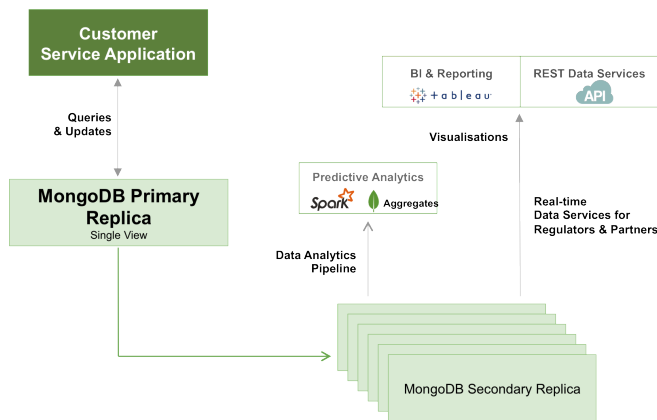 Customer
Service Application
Queries
& Updates
MongoDB Primary
Replica
Single View
BI & Reporting
+ableau
REST Data Services
API
Visualisations
Predictive Analytics
Spark
Aggregates
Real-time
Data Services for
Regulators & Partners
Data Analytics
Pipeline
MongoDB Secondary Replica